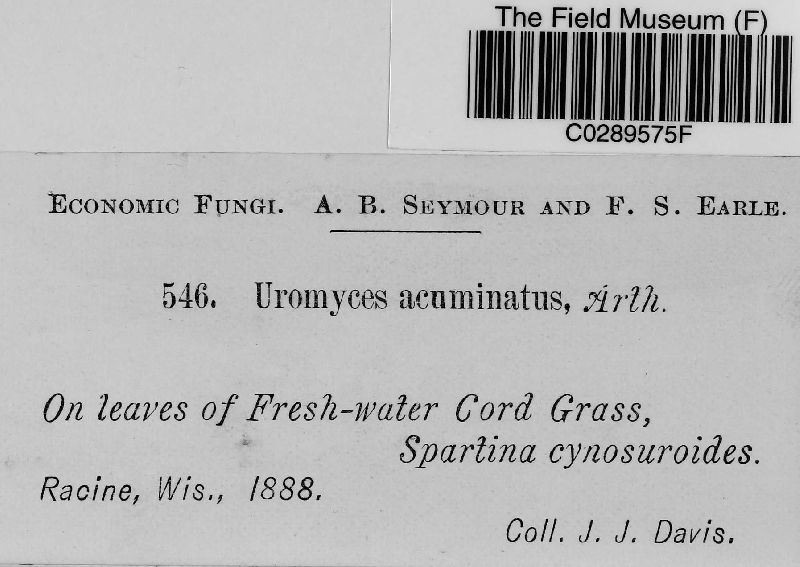 The Field Museum (F)
C0289575F
Economic Fungi. A. B. Seymour and F. S. Earle.
546. Uromyces acuminatus, Arth.
On leaves of Fresh-water Cord Grass,
Spartina cynosuroides.
Racine, Wis., 1888.
Coll. J. J. Davis.